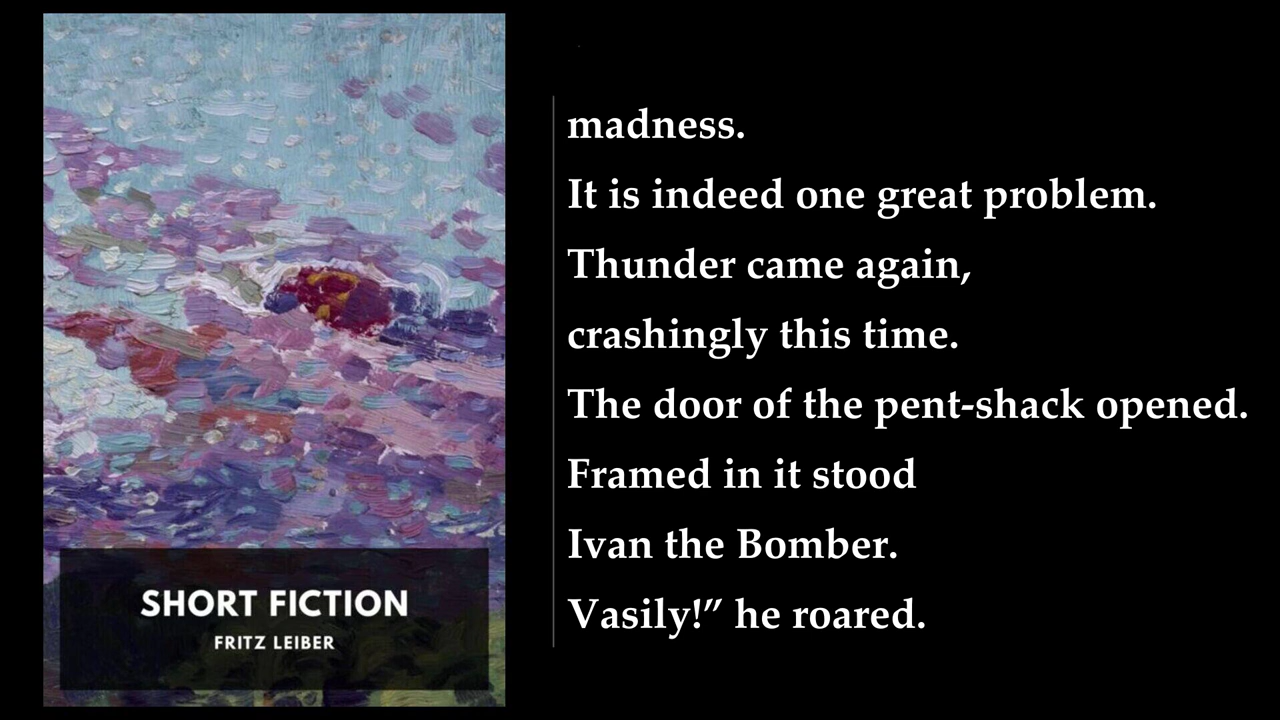 SHORT FICTION
FRITZ LEIBER
madness.
It is indeed one great problem.
Thunder came again,
crashingly this time.
The door of the pent-shack opened.
Framed in it stood
Ivan the Bomber.
Vasily!” he roared.